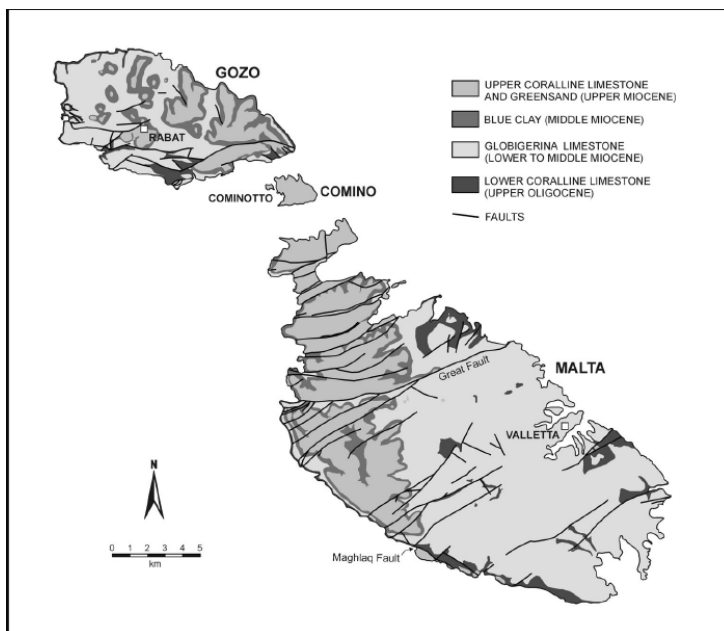 GOZO
RABAT
COMINOTTO
COMINO
UPPER CORALLINE LIMESTONE
AND GREENSAND (UPPER MIOCENE)
BLUE CLAY (MIDDLE MIOCENE)
GLOBIGERINA LIMESTONE
(LOWER TO MIDDLE MIOCENE)
LOWER CORALLINE LIMESTONE
(UPPER OLIGOCENE)
FAULTS
Great Fault
MALTA
VALLETTA
N
0 1 2 3 4 5
km
Maghlaq Fault